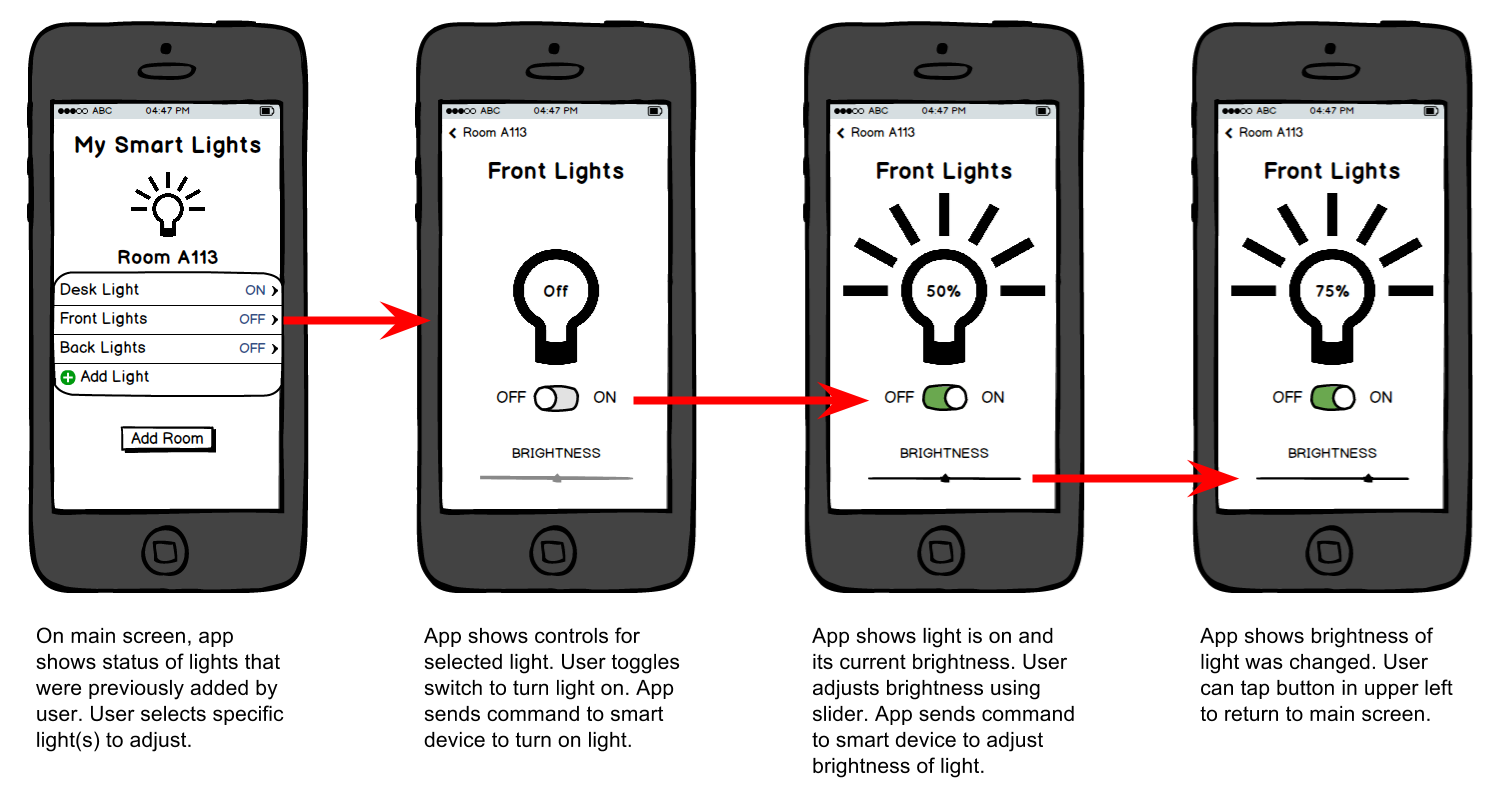 ABC 04:47 PM
My Smart Lights
Room A113
Desk Light ON
Front Lights OFF
Back Lights OFF
Add Light
Add Room
On main screen, app
shows status of lights that
were previously added by
user. User selects specific
light(s) to adjust.
ABC 04:47 PM
Room A113
Front Lights
Off
OFF ON
BRIGHTNESS
App shows controls for
selected light. User toggles
switch to turn light on. App
sends command to smart
device to turn on light.
ABC 04:47 PM
Room A113
Front Lights
50%
OFF ON
BRIGHTNESS
App shows light is on and
its current brightness. User
adjusts brightness using
slider. App sends command
to smart device to adjust
brightness of light.
ABC 04:47 PM
Room A113
Front Lights
75%
OFF ON
BRIGHTNESS
App shows brightness of
light was changed. User
can tap button in upper left
to return to main screen.